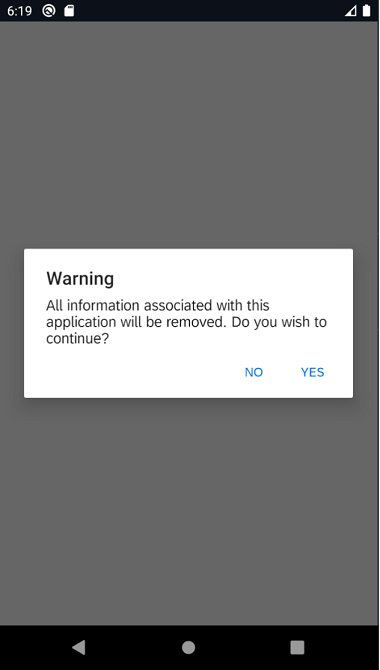 6:19
Warning
All information associated with this
application will be removed. Do you wish to
continue?
NO YES